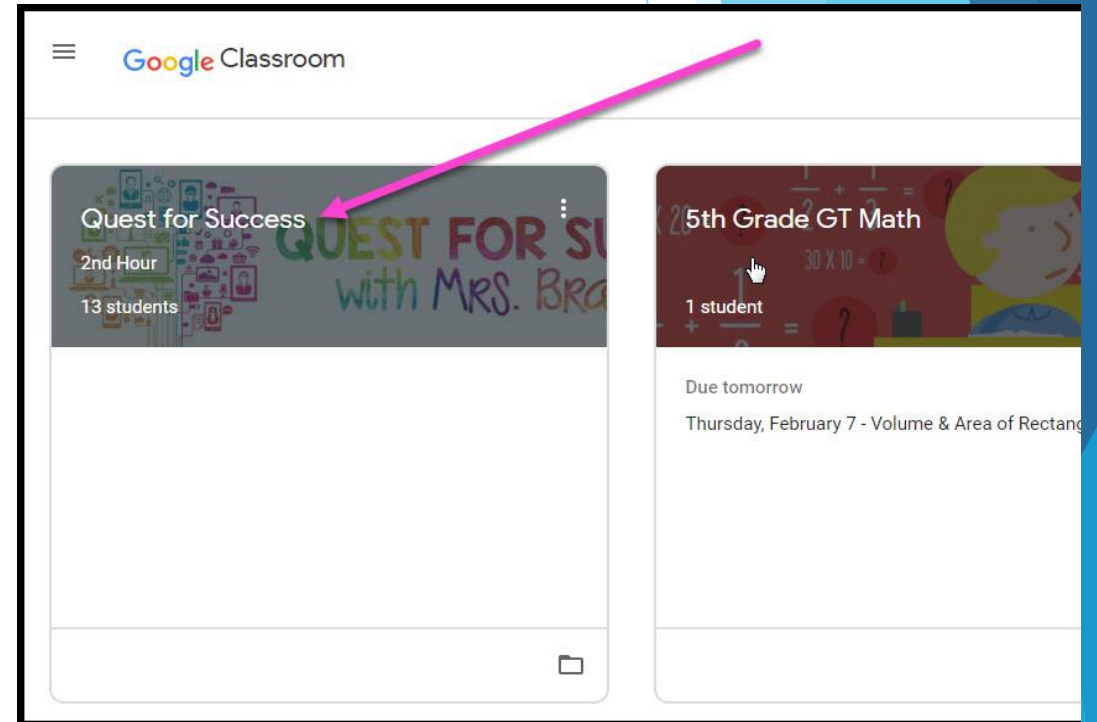 Google Classroom
Quest for Success
QUEST FOR SU
2nd Hour
with MRS. BRA
13 students
5th Grade GT Math
30 X 10 = ?
1 student
Due tomorrow
Thursday, February 7 - Volume & Area of Rectang